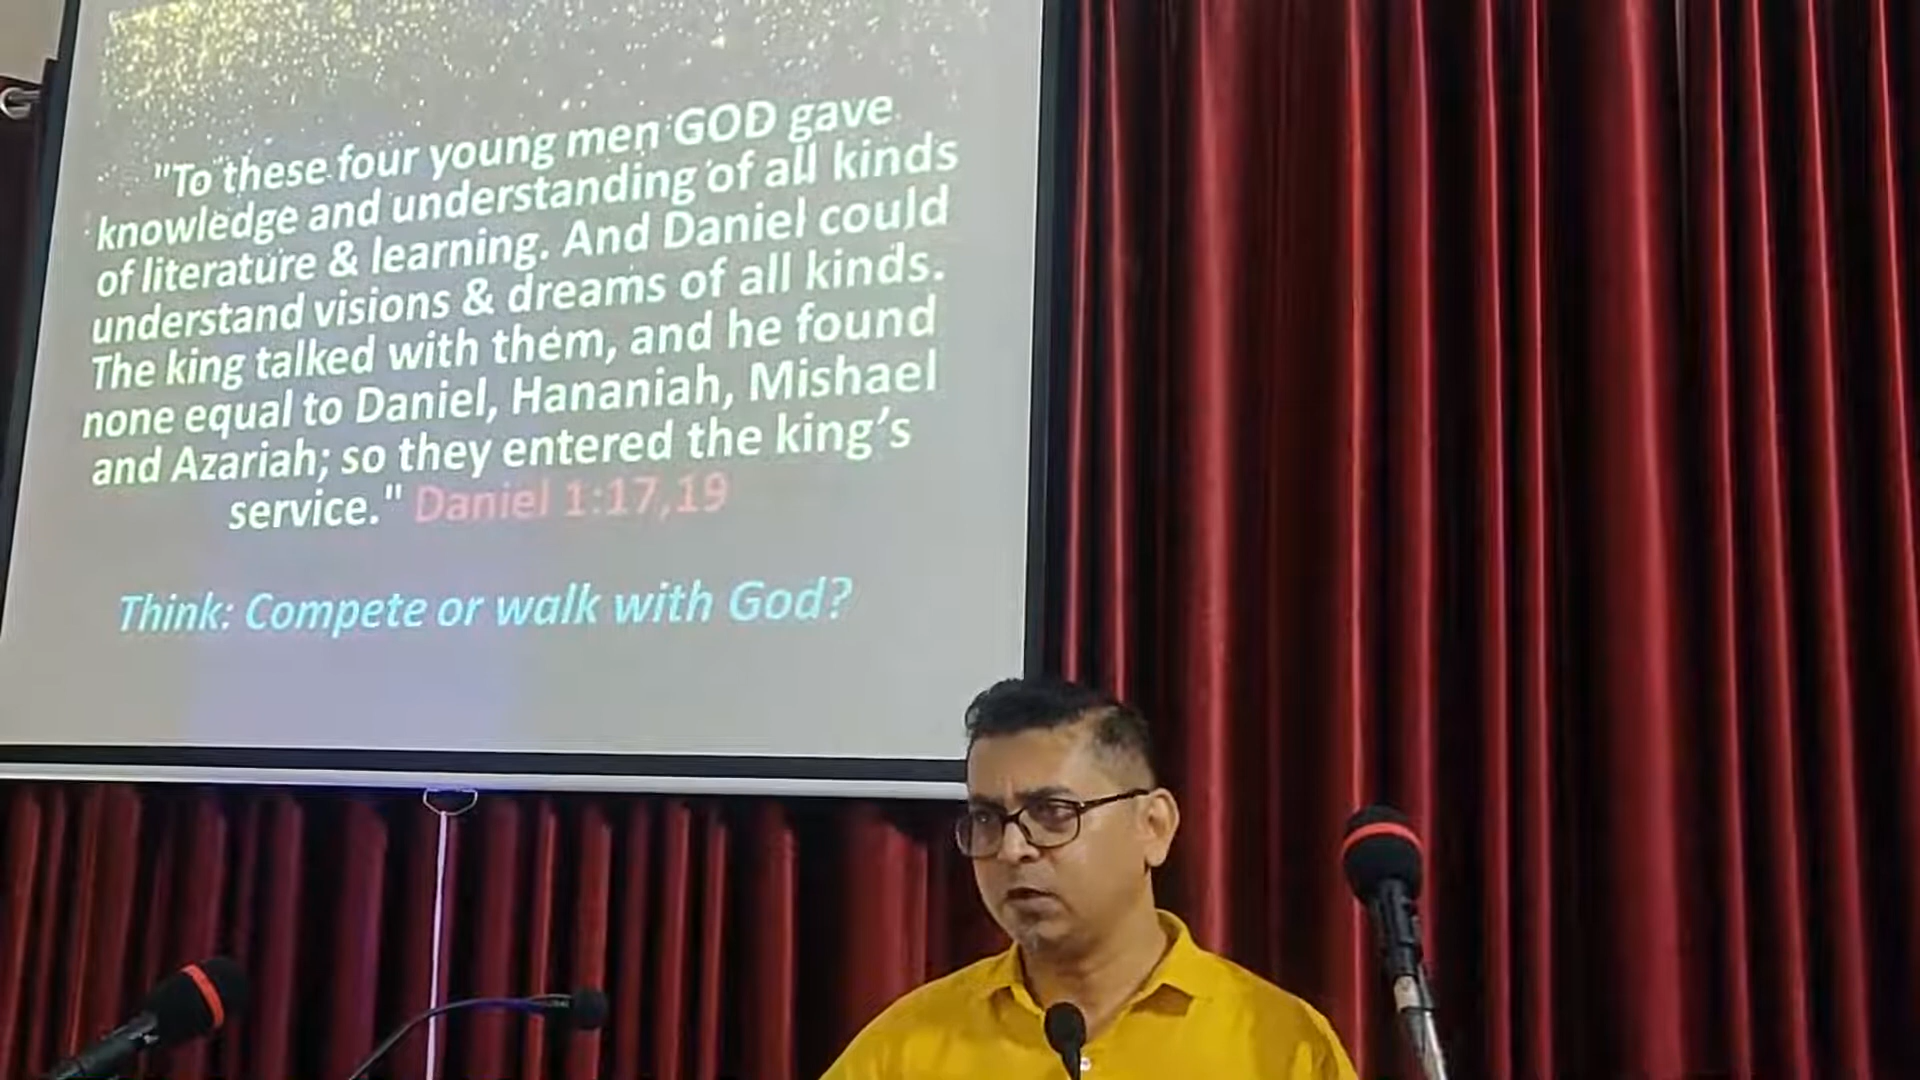 "To these four young men GOD gave
knowledge and understanding of all kinds
of literature & learning. And Daniel could
understand visions & dreams of all kinds.
The king talked with them, and he found
none equal to Daniel, Hananiah, Mishael
and Azariah; so they entered the king’s
service." Daniel 1:17,19
Think: Compete or walk with God?